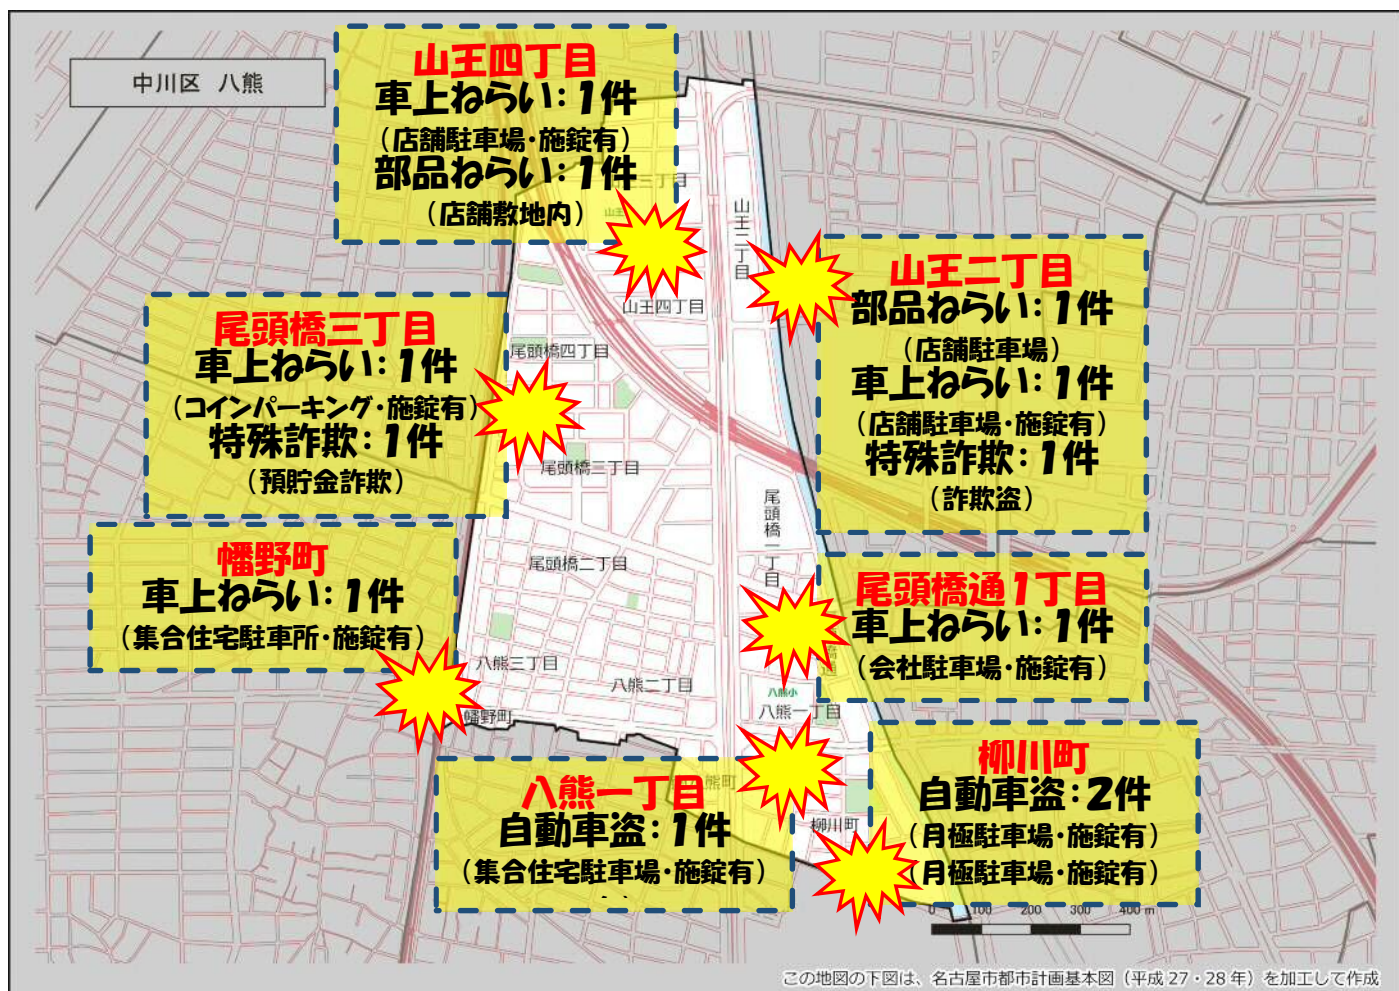 中川区 八熊
山王四丁目
車上ねらい：1件
（店舗駐車場・施錠有）
部品ねらい：1件
（店舗敷地内）
三丁目
山王
山王二丁目
山王四丁目
山王二丁目
部品ねらい：1件
（店舗駐車場）
車上ねらい：1件
（店舗駐車場・施錠有）
特殊詐欺：1件
（詐欺盗）
尾頭橋三丁目
車上ねらい：1件
（コインパーキング・施錠有）
特殊詐欺：1件
（預貯金詐欺）
尾頭橋四丁目
尾頭橋三丁目
尾頭橋一丁目
尾頭橋二丁目
幡野町
車上ねらい：1件
（集合住宅駐車所・施錠有）
尾頭橋通1丁目
車上ねらい：1件
（会社駐車場・施錠有）
八熊三丁目
八熊二丁目
八熊小
八熊一丁目
幡野町
八熊一丁目
自動車盗：1件
（集合住宅駐車場・施錠有）
熊町
柳川町
柳川町
自動車盗：2件
（月極駐車場・施錠有）
（月極駐車場・施錠有）
0 100 200 300 400 m
この地図の下図は、名古屋市都市計画基本図（平成 27・28 年）を加工して作成